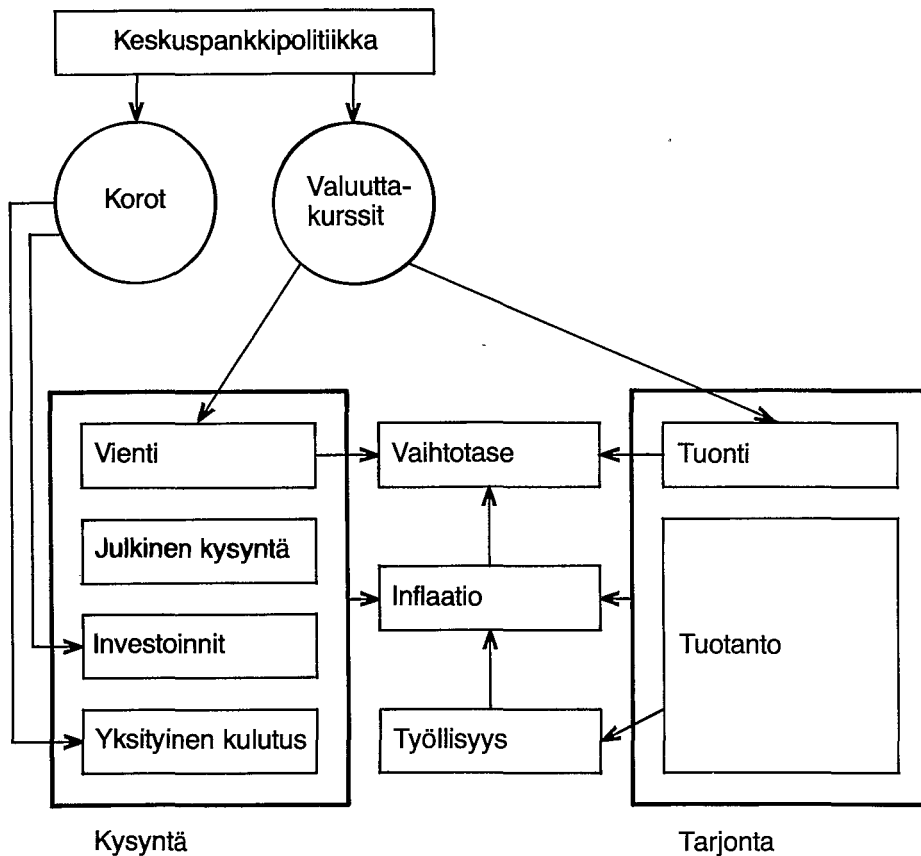 Keskuspankkipolitiikka
Korot
Valuutta-
kurssit
Vienti
Vaihtotase
Tuonti
Julkinen kysyntä
Inflaatio
Investoinnit
Tuotanto
Yksityinen kulutus
Työllisyys
Kysyntä
Tarjonta